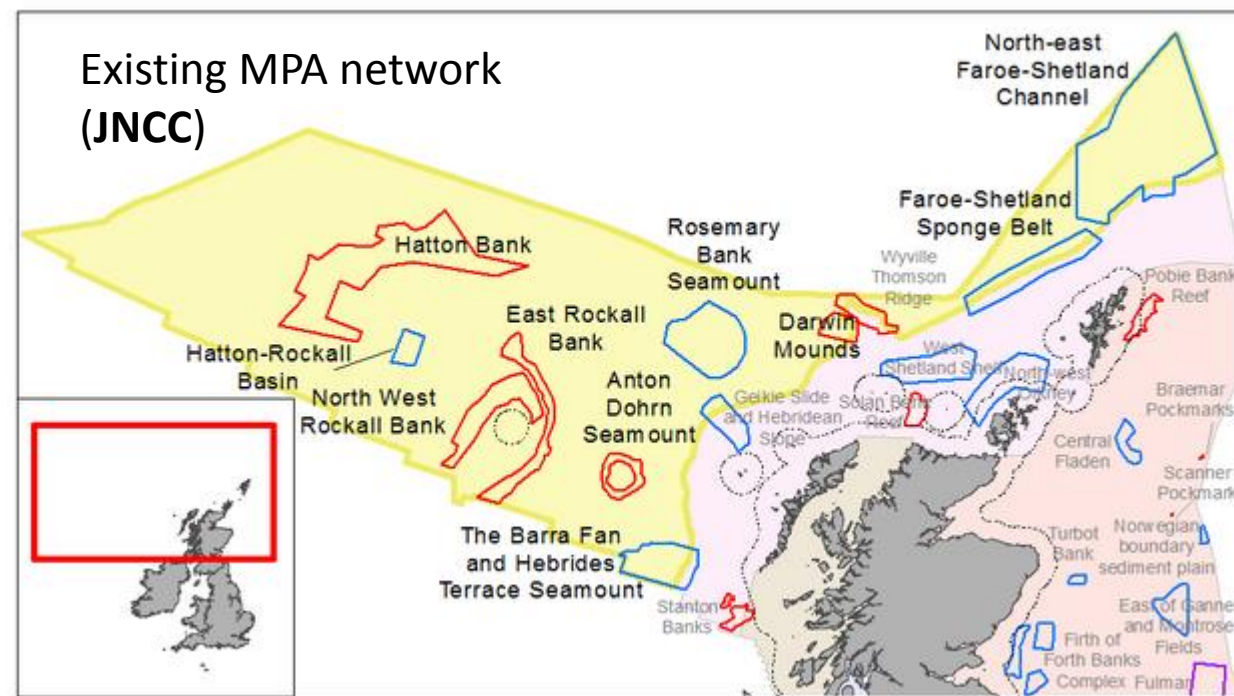 Existing MPA network
(JNCC)
North-east
Faroe-Shetland
Channel
Faroe-Shetland
Sponge Belt
Rosemary
Bank
Seamount
Wyville
Thomson
Ridge
Pobie Bank
Reef
Hatton Bank
East Rockall
Bank
Darwin
Mounds
Hatton-Rockall
Basin
West
Shetland Shelf
North-west
Orkney
North West
Rockall Bank
Anton
Dohrn
Seamount
Geikie Slide
and Hebridean
Slope
Solan Bank
Reef
Braemar
Pockmarks
Central
Fladen
Scanner
Pockmark
The Barra Fan
and Hebrides
Terrace Seamount
Turbot
Bank
Norwegian
boundary
sediment plain
Stanton
Banks
East of Gannet
and Montrose
Fields
Firth of
Forth Banks
Complex
Fulmar